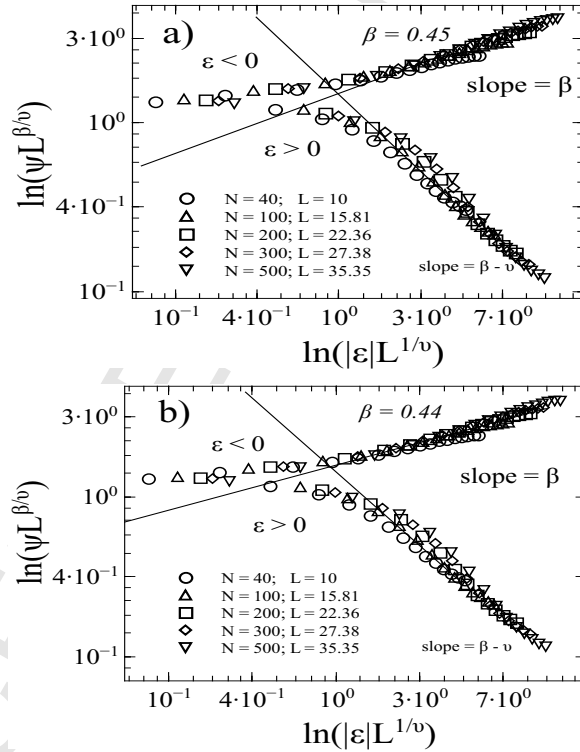 a)
β = 0.45
ε < 0
slope = β
ε > 0
ln(ψL^{β/υ})
3·10⁰
10⁰
4·10⁻¹
10⁻¹
N = 40; L = 10
N = 100; L = 15.81
N = 200; L = 22.36
N = 300; L = 27.38
N = 500; L = 35.35
slope = β - υ
10⁻¹ 4·10⁻¹ 10⁰ 3·10⁰ 7·10⁰
ln(|ε|L^{1/υ})
b)
β = 0.44
ε < 0
slope = β
ε > 0
ln(ψL^{β/υ})
3·10⁰
10⁰
4·10⁻¹
10⁻¹
N = 40; L = 10
N = 100; L = 15.81
N = 200; L = 22.36
N = 300; L = 27.38
N = 500; L = 35.35
slope = β - υ
10⁻¹ 4·10⁻¹ 10⁰ 3·10⁰ 7·10⁰
ln(|ε|L^{1/υ})